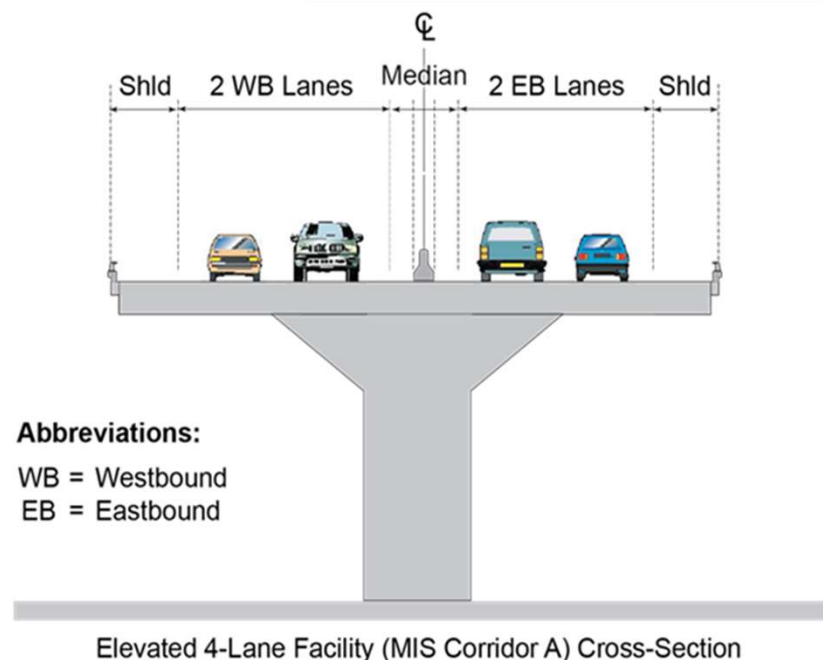 ℄
Shld
2 WB Lanes
Median
2 EB Lanes
Shld
Abbreviations:
WB = Westbound
EB = Eastbound
Elevated 4-Lane Facility (MIS Corridor A) Cross-Section